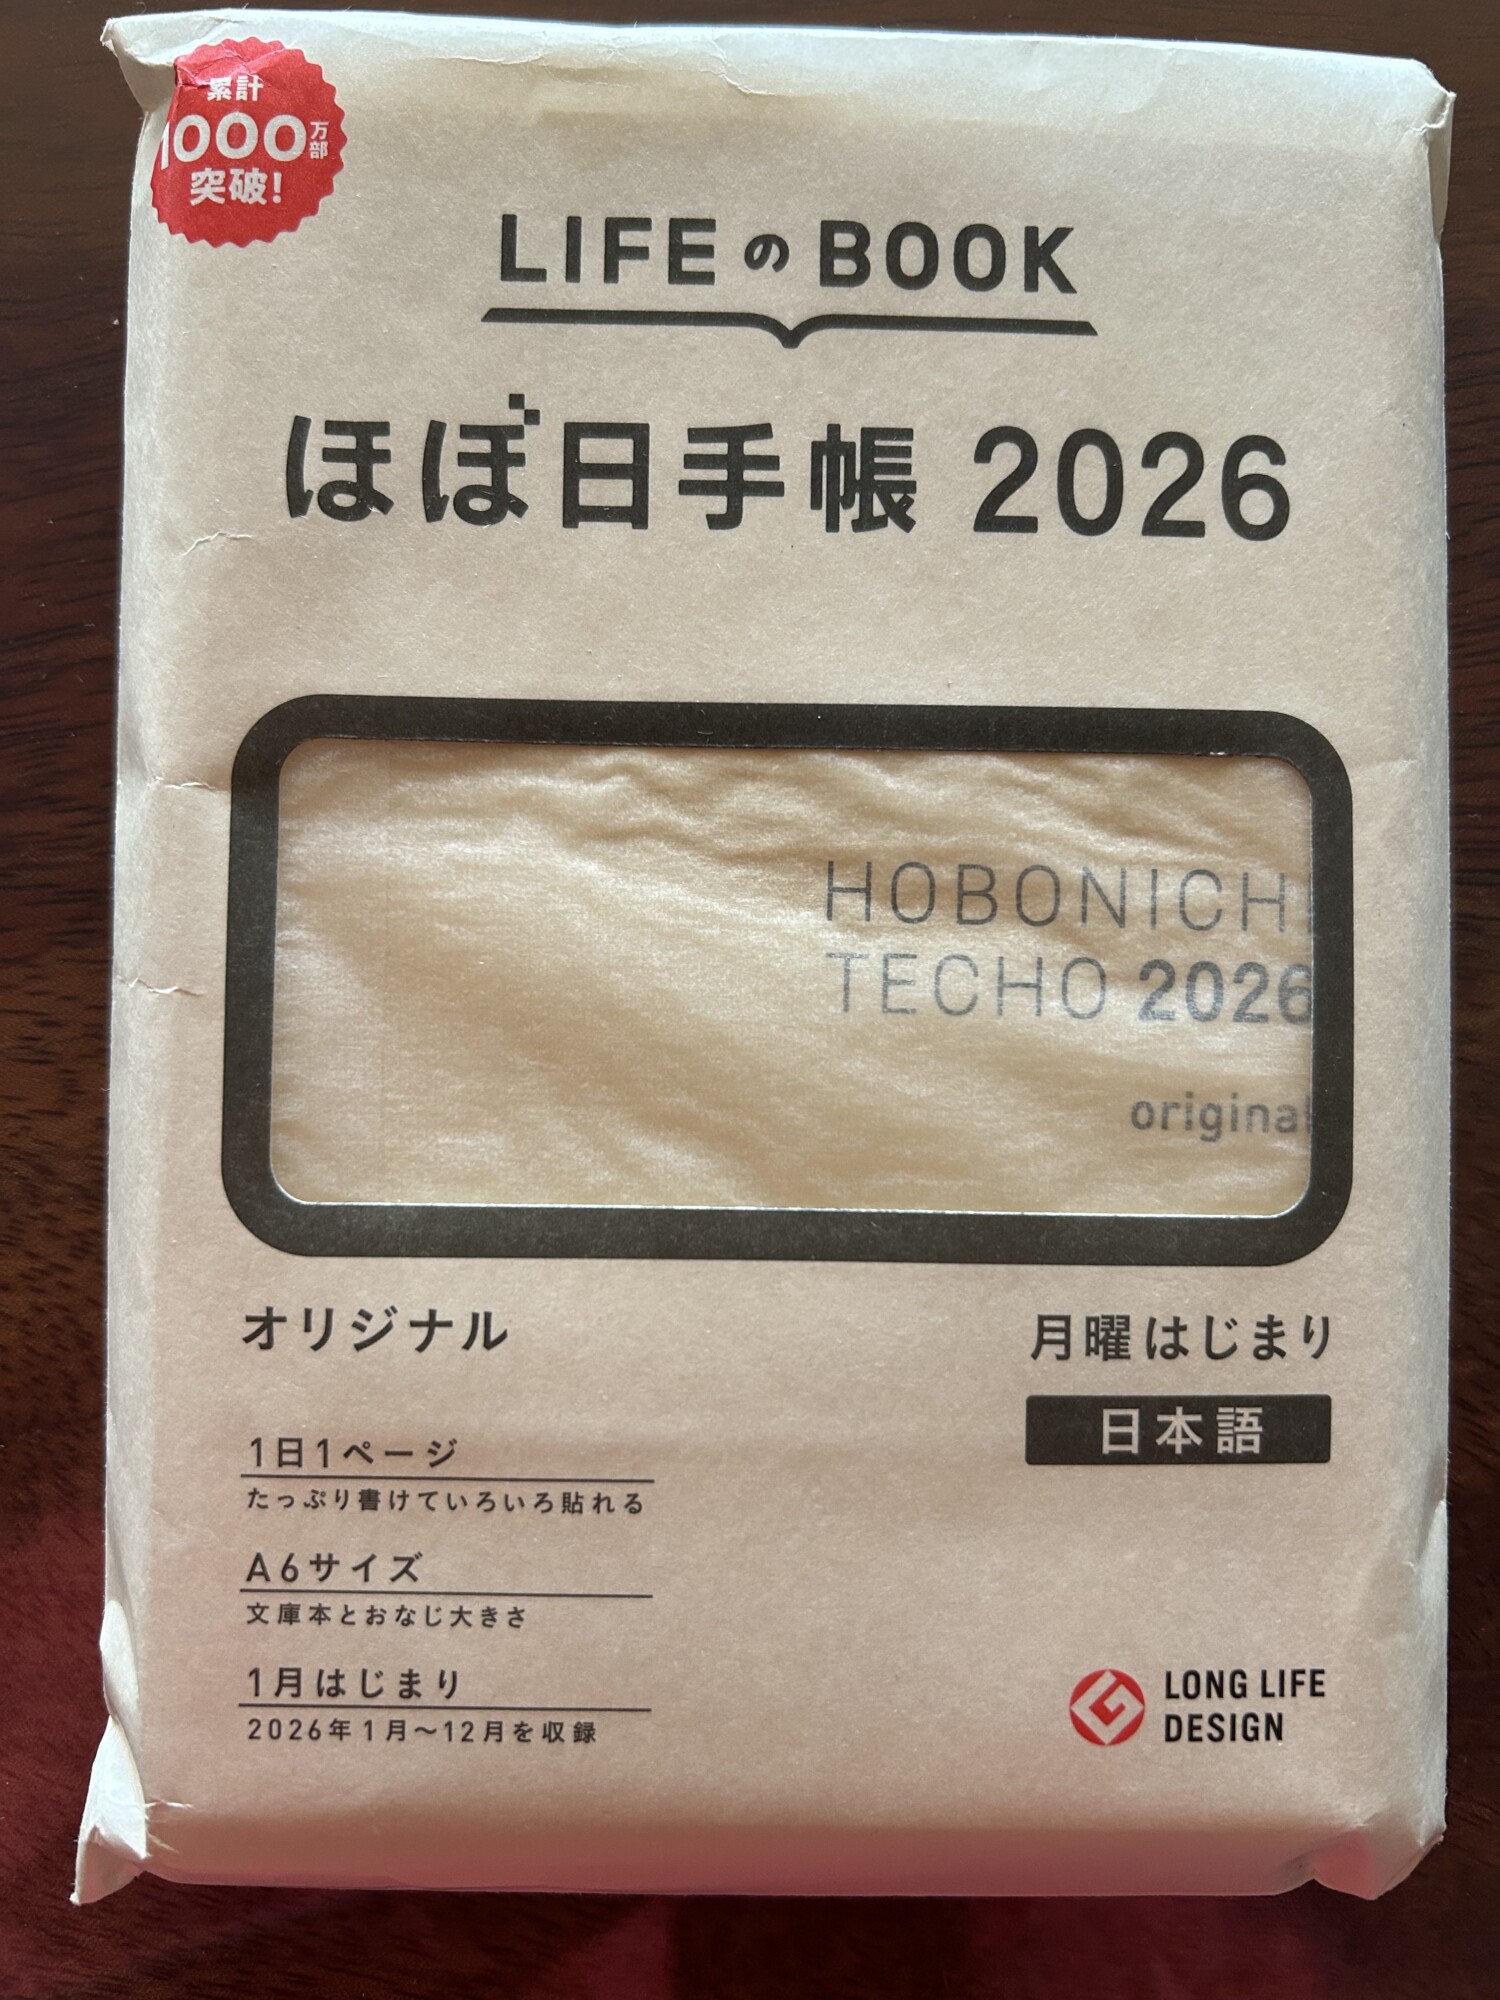 累計
1000万部
突破!
LIFEのBOOK
ほぼ日手帳 2026
HOBONICHI
TECHO 2026
original
オリジナル
月曜はじまり
日本語
1日1ページ
たっぷり書けていろいろ貼れる
A6サイズ
文庫本とおなじ大きさ
1月はじまり
2026年1月〜12月を収録
LONG LIFE
DESIGN